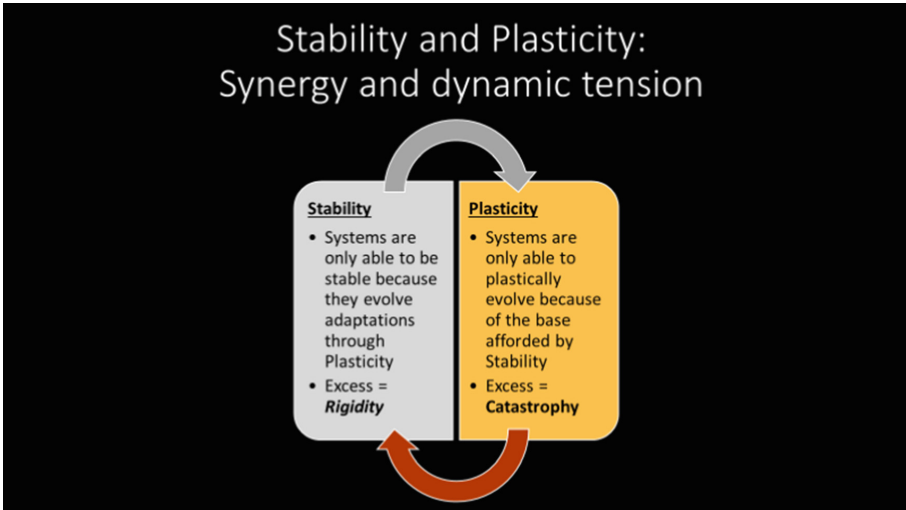 Stability and Plasticity:
Synergy and dynamic tension
Stability
• Systems are
only able to be
stable because
they evolve
adaptations
through
Plasticity
• Excess =
Rigidity
Plasticity
• Systems are
only able to
plastically
evolve because
of the base
afforded by
Stability
• Excess =
Catastrophy